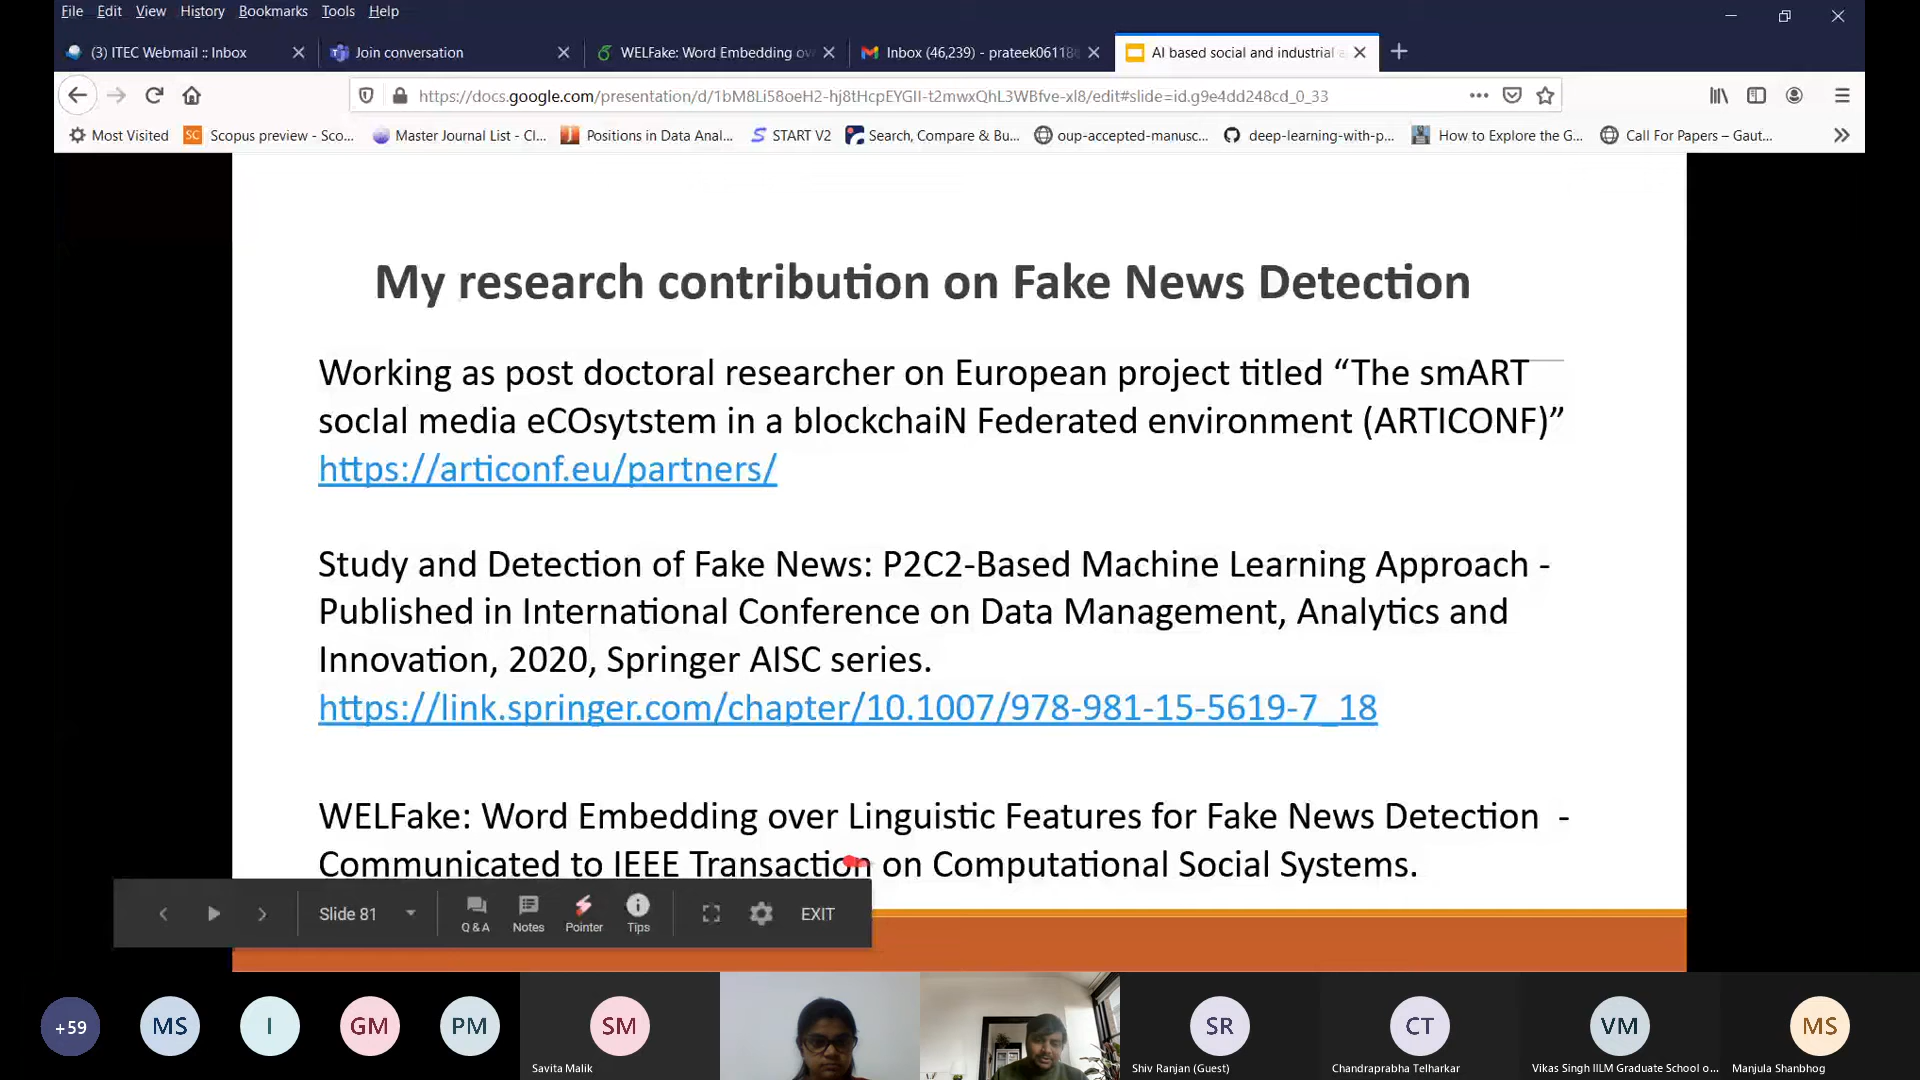 File Edit View History Bookmarks Tools Help
(3) ITEC Webmail :: Inbox
Join conversation
WELFake: Word Embedding ov
Inbox (46,239) - prateek06118
AI based social and industrial
https://docs.google.com/presentation/d/1bM8Li58oeH2-hj8tHcpEYGII-t2mwxQhL3WBfve-xl8/edit#slide=id.g9e4dd248cd_0_33
Most Visited
Scopus preview - Sco...
Master Journal List - Cl...
Positions in Data Anal...
START V2
Search, Compare & Bu...
oup-accepted-manusc...
deep-learning-with-p...
How to Explore the G...
Call For Papers – Gaut...
My research contribution on Fake News Detection
Working as post doctoral researcher on European project titled “The smART
socIal media eCOsytstem in a blockchaiN Federated environment (ARTICONF)”
https://articonf.eu/partners/
Study and Detection of Fake News: P2C2-Based Machine Learning Approach -
Published in International Conference on Data Management, Analytics and
Innovation, 2020, Springer AISC series.
https://link.springer.com/chapter/10.1007/978-981-15-5619-7_18
WELFake: Word Embedding over Linguistic Features for Fake News Detection -
Communicated to IEEE Transaction on Computational Social Systems.
Slide 81
Q & A
Notes
Pointer
Tips
EXIT
+59
MS
I
GM
PM
SM
SR
CT
VM
MS
Savita Malik
Shiv Ranjan (Guest)
Chandraprabha Telharkar
Vikas Singh IILM Graduate School o...
Manjula Shanbhog